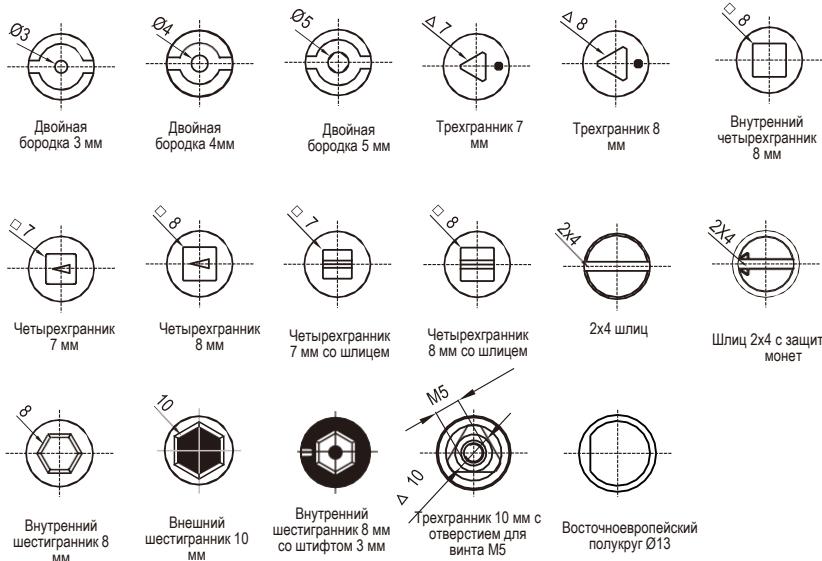 Ø3
Ø4
Ø5
△ 7
△ 8
□ 8
Двойная
бородка 3 мм
Двойная
бородка 4мм
Двойная
бородка 5 мм
Трехгранник 7
мм
Трехгранник 8
мм
Внутренний
четырехгранник
8 мм
□ 7
□ 8
□ 7
□ 8
2x4
2X4
Четырехгранник
7 мм
Четырехгранник
8 мм
Четырехгранник
7 мм со шлицем
Четырехгранник
8 мм со шлицем
2x4 шлиц
Шлиц 2x4 с защит
монет
8
10
M5
△ 10
Внутренний
шестигранник 8
мм
Внешний
шестигранник 10
мм
Внутренний
шестигранник 8 мм
со штифтом 3 мм
Трехгранник 10 мм с
отверстием для
винта M5
Восточноевропейский
полукруг Ø13